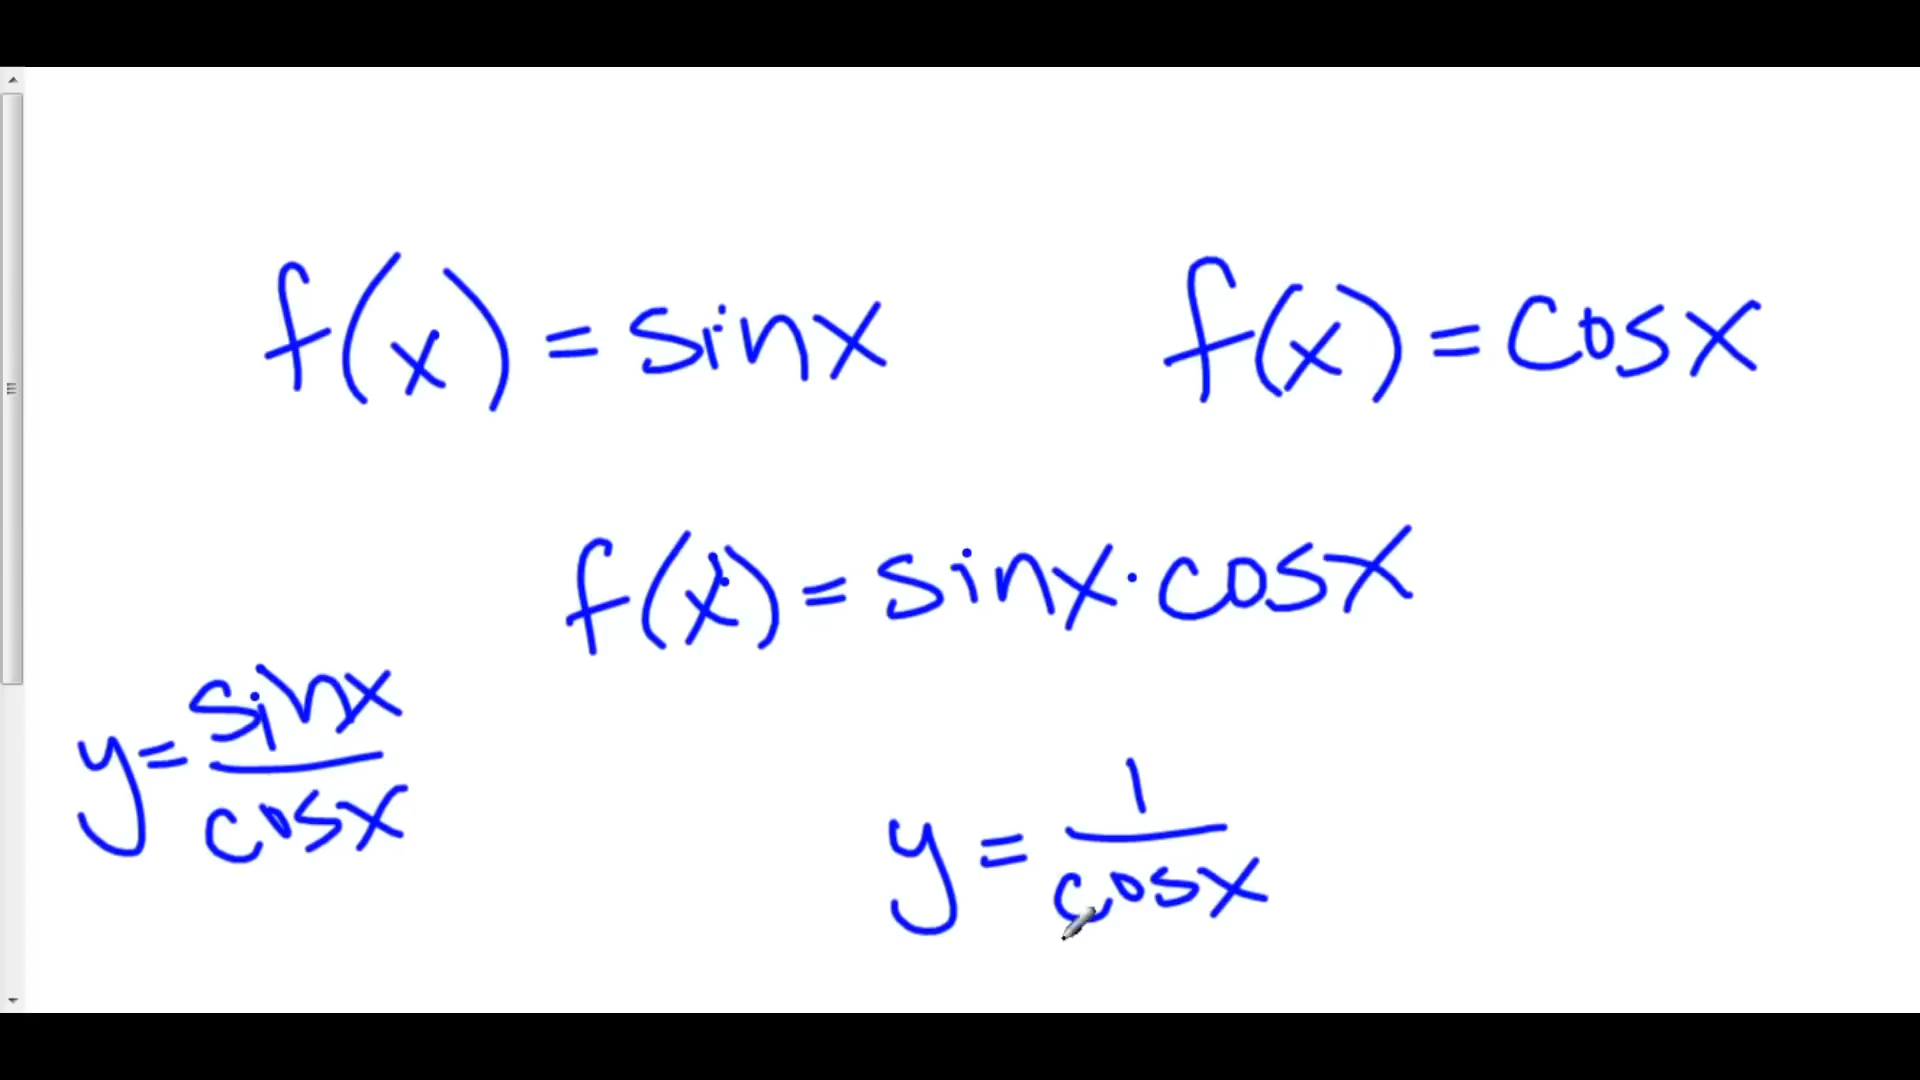 f(x) = sinx
f(x) = cosx
f(x) = sinx · cosx
y = sinx / cosx
y = 1 / cosx